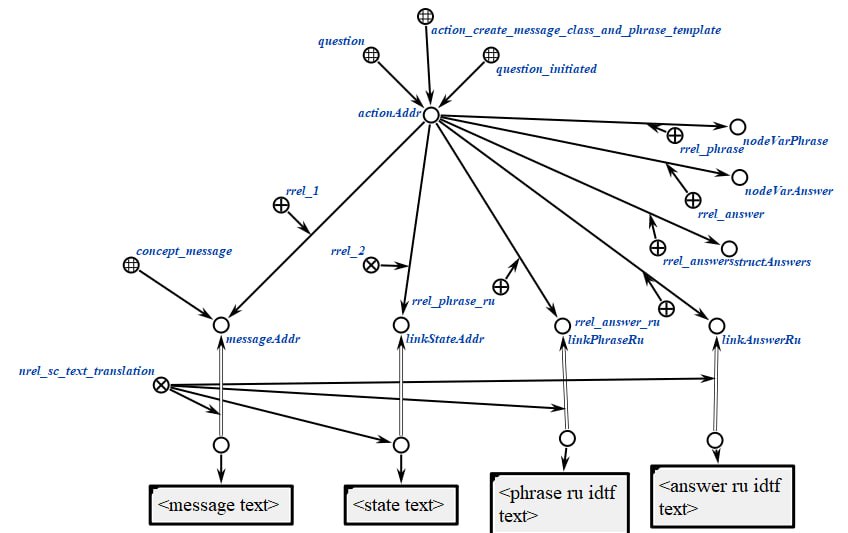 action_create_message_class_and_phrase_template
question
question_initiated
actionAddr
nodeVarPhrase
rrel_phrase
rrel_1
nodeVarAnswer
rrel_answer
concept_message
rrel_2
rrel_answers
structAnswers
rrel_phrase_ru
rrel_answer_ru
messageAddr
linkStateAddr
linkPhraseRu
linkAnswerRu
nrel_sc_text_translation
<message text>
<state text>
<phrase ru idtf
text>
<answer ru idtf
text>